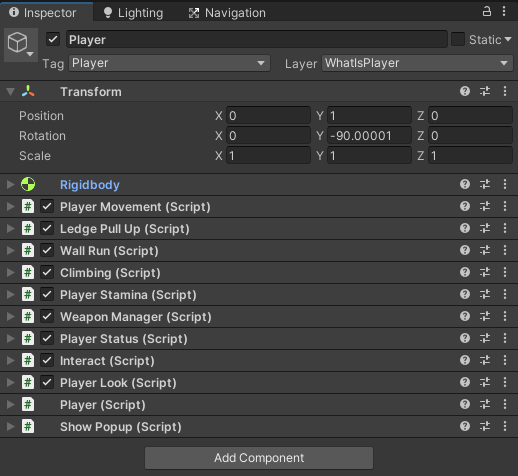 Inspector Lighting Navigation
Player Static
Tag Player Layer WhatIsPlayer
Transform
Position X 0 Y 1 Z 0
Rotation X 0 Y -90.00001 Z 0
Scale X 1 Y 1 Z 1
Rigidbody
# Player Movement (Script)
# Ledge Pull Up (Script)
# Wall Run (Script)
# Climbing (Script)
# Player Stamina (Script)
# Weapon Manager (Script)
# Player Status (Script)
# Interact (Script)
# Player Look (Script)
# Player (Script)
# Show Popup (Script)
Add Component